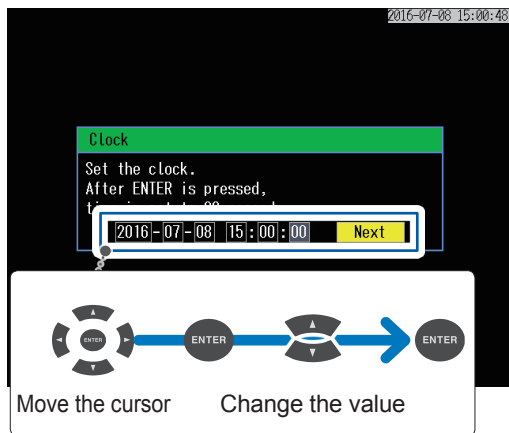 2016-07-08 15:00:48
Clock
Set the clock.
After ENTER is pressed,
2016-07-08 15:00:00 Next
ENTER ENTER ENTER
Move the cursor Change the value